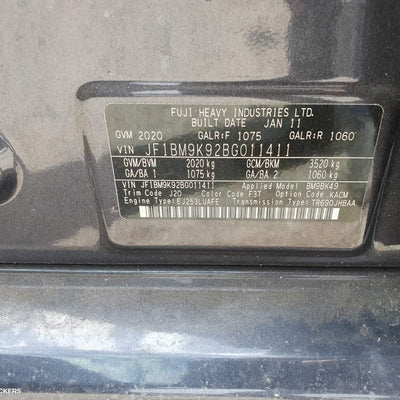 FUJI HEAVY INDUSTRIES LTD.
BUILT DATE JAN 11
GVM 2020 GALR:F 1075 GALR:R 1060
VIN JF1BM9K92BG011411
GVM/BVM 2020 kg GCM/BKM 3520 kg
GA/BA 1 1075 kg GA/BA 2 1060 kg
VIN JF1BM9K92BG011411 Applied Model BM9BK49
Trim Code J20 Color Code F3T Option Code KACM
Engine Type EJ253LUAFE Transmission Type TR690JHBAA